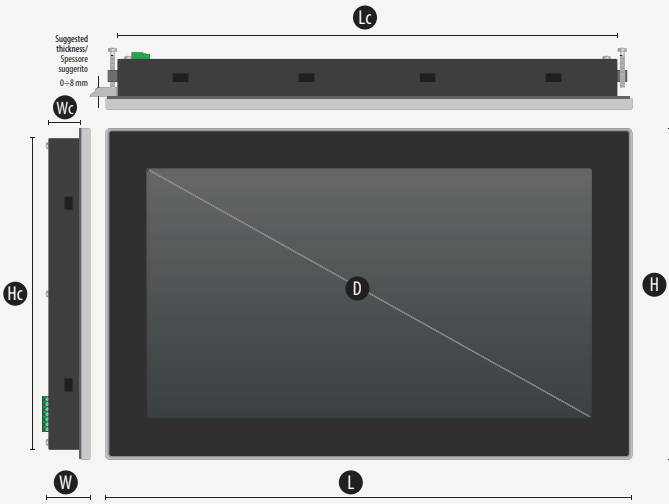 Lc
Suggested
thickness/
Spessore
suggerito
0÷8 mm
Wc
Hc
D
H
W
L